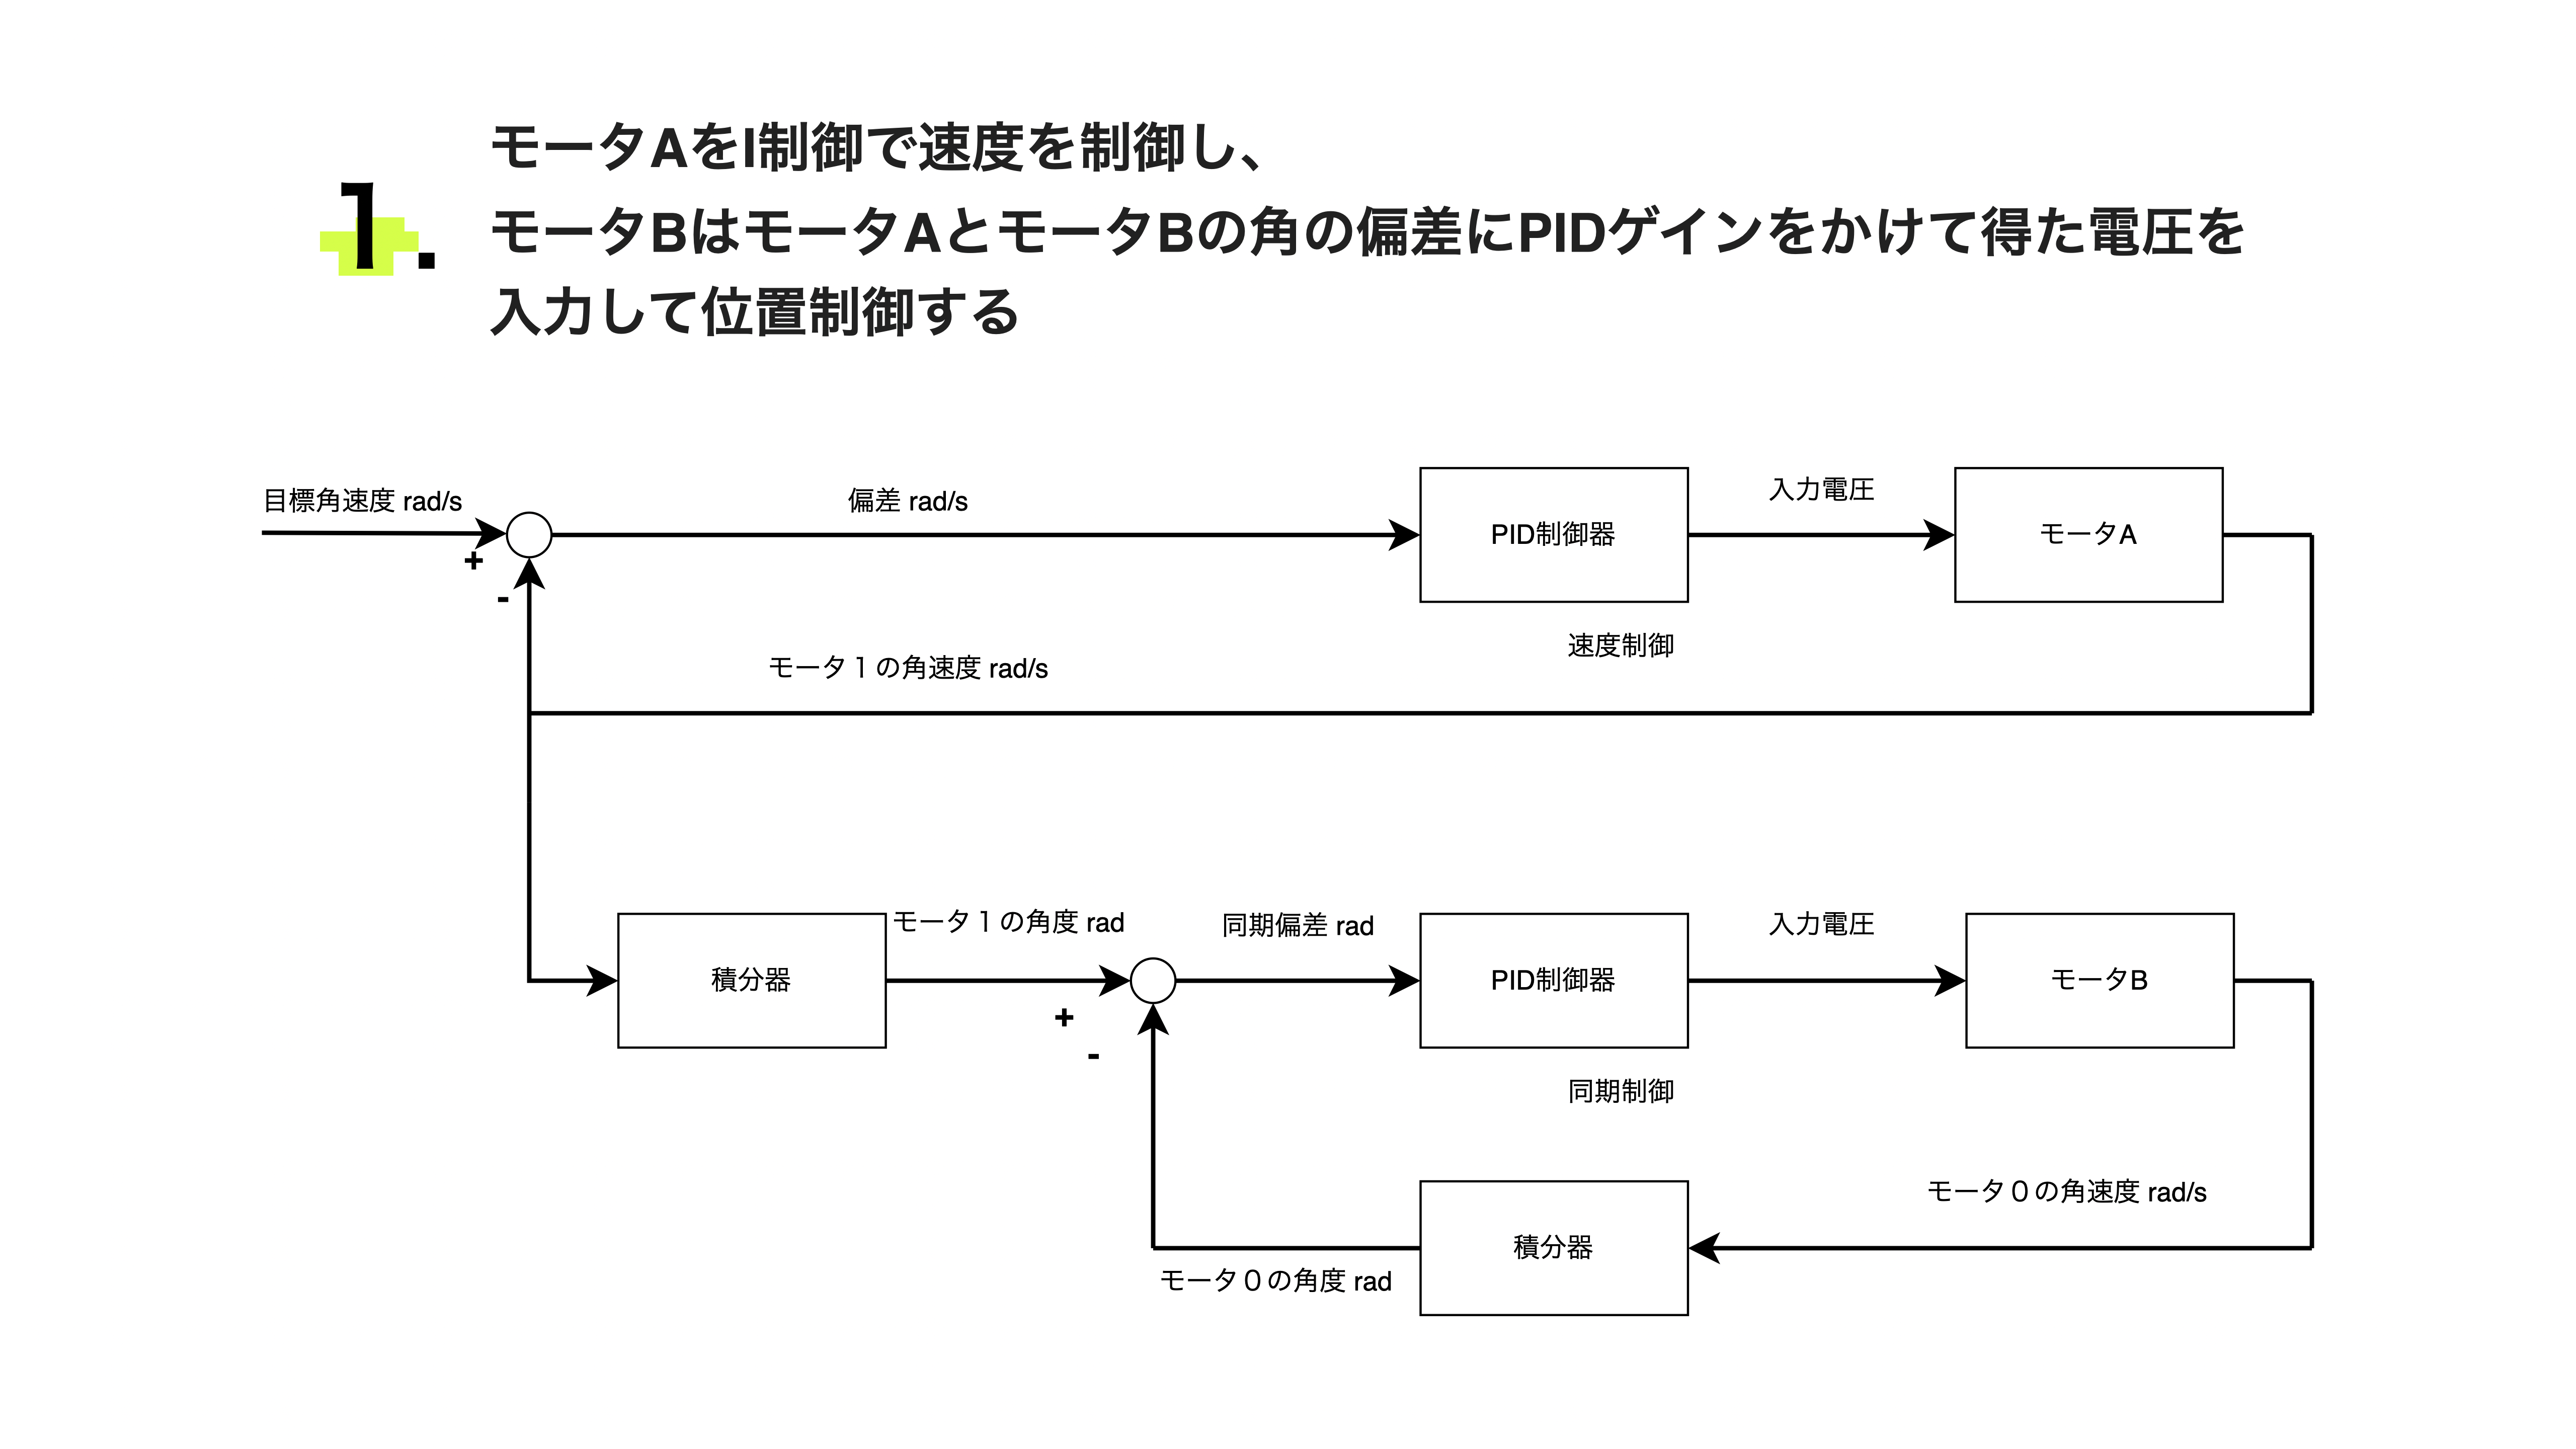 1.
モータAをI制御で速度を制御し、
モータBはモータAとモータBの角の偏差にPIDゲインをかけて得た電圧を
入力して位置制御する
目標角速度 rad/s
偏差 rad/s
PID制御器
入力電圧
モータA
+
-
速度制御
モータ１の角速度 rad/s
積分器
モータ１の角度 rad
同期偏差 rad
PID制御器
入力電圧
モータB
+
-
同期制御
モータ０の角速度 rad/s
積分器
モータ０の角度 rad